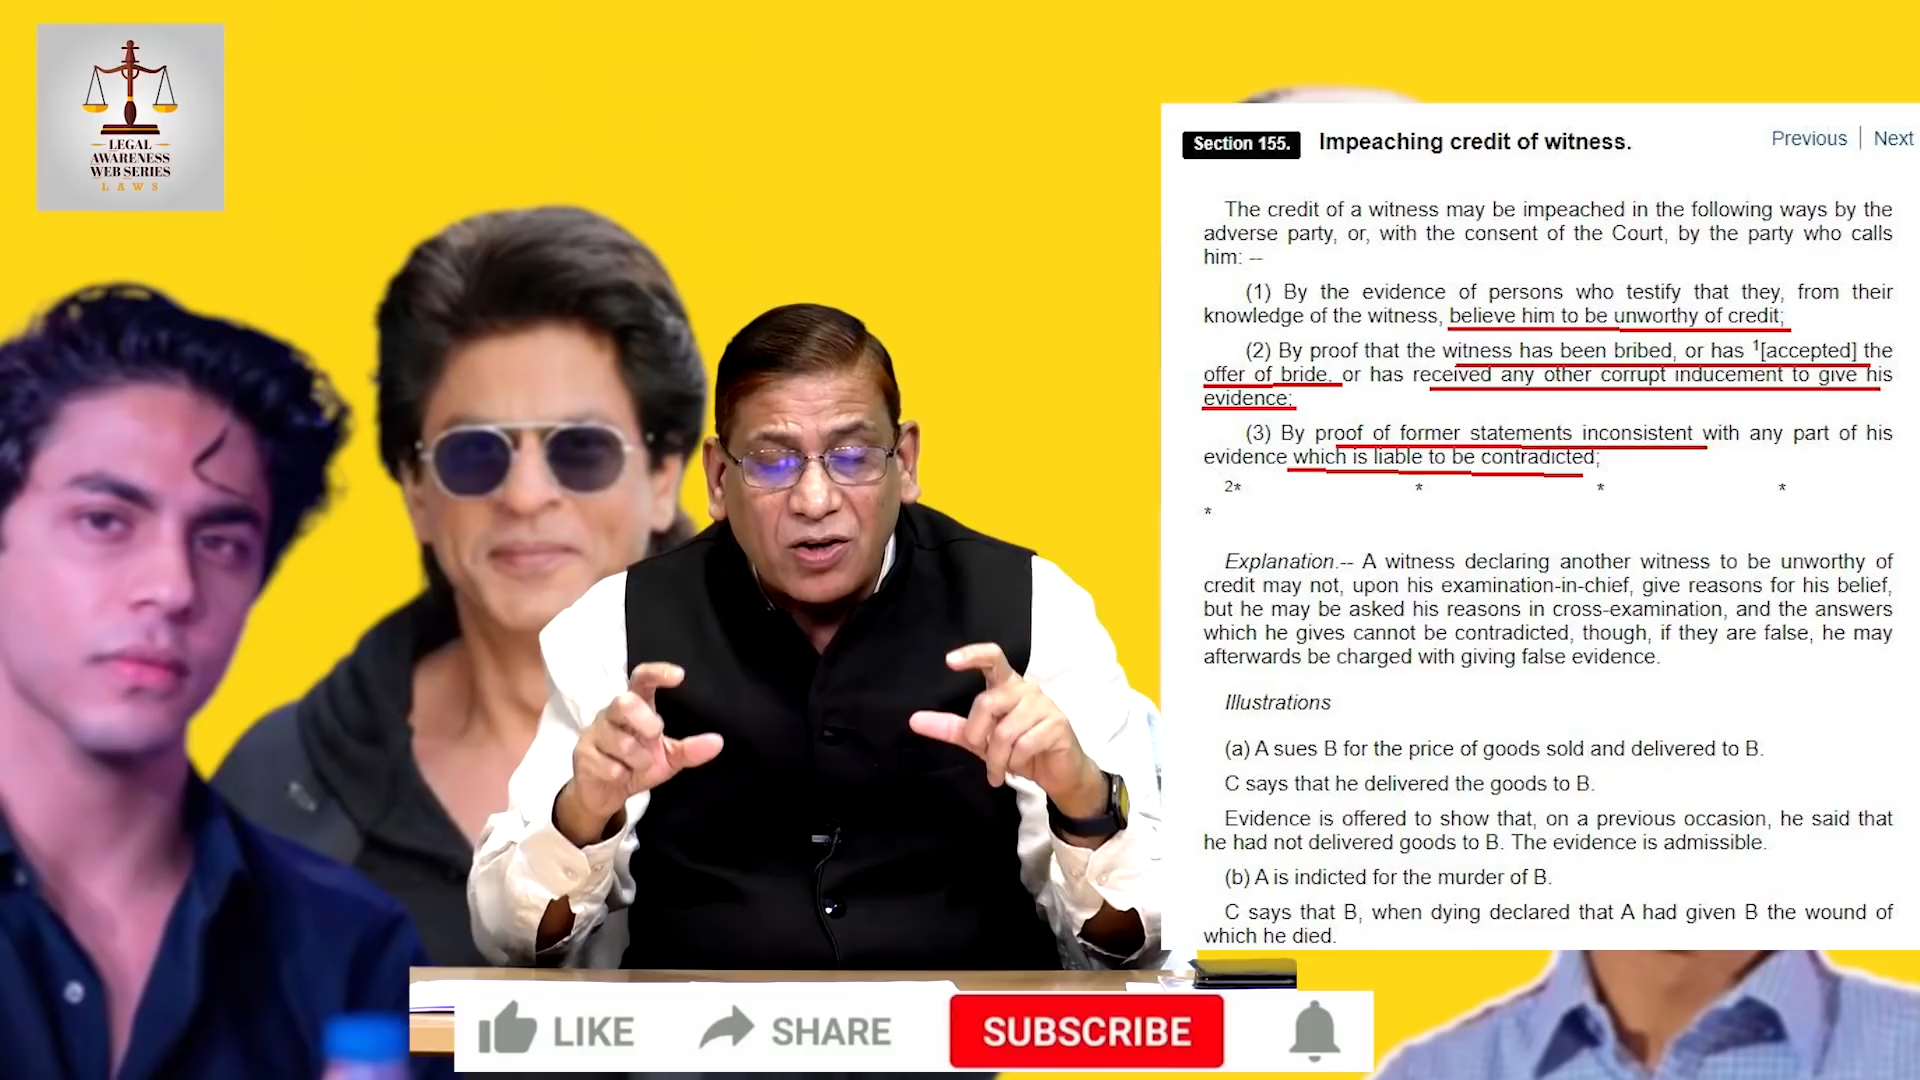 LEGAL
AWARENESS
WEB SERIES
LAWS
Section 155. Impeaching credit of witness. Previous | Next
The credit of a witness may be impeached in the following ways by the
adverse party, or, with the consent of the Court, by the party who calls
him: --
(1) By the evidence of persons who testify that they, from their
knowledge of the witness, believe him to be unworthy of credit;
(2) By proof that the witness has been bribed, or has 1[accepted] the
offer of bride, or has received any other corrupt inducement to give his
evidence;
(3) By proof of former statements inconsistent with any part of his
evidence which is liable to be contradicted;
2* * * *
*
Explanation.-- A witness declaring another witness to be unworthy of
credit may not, upon his examination-in-chief, give reasons for his belief,
but he may be asked his reasons in cross-examination, and the answers
which he gives cannot be contradicted, though, if they are false, he may
afterwards be charged with giving false evidence.
Illustrations
(a) A sues B for the price of goods sold and delivered to B.
C says that he delivered the goods to B.
Evidence is offered to show that, on a previous occasion, he said that
he had not delivered goods to B. The evidence is admissible.
(b) A is indicted for the murder of B.
C says that B, when dying declared that A had given B the wound of
which he died.
LIKE SHARE SUBSCRIBE